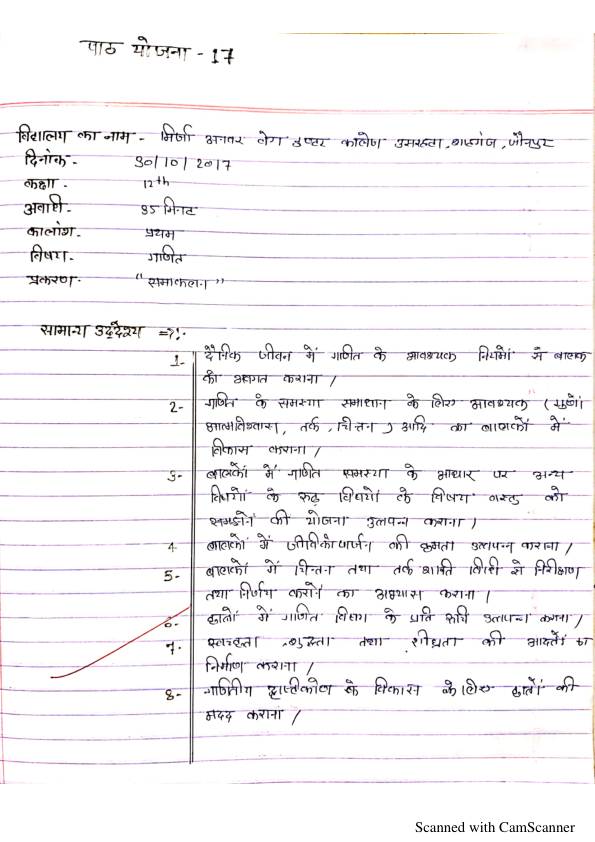 पाठ योजना - 17
विद्यालय का नाम - मिर्जा अनवर बेग इण्टर कालेज उमरहता, शाहगंज, जौनपुर
दिनांक - 30/10/2017
कक्षा - 12th
अवधि - 35 मिनट
कालांश - प्रथम
विषय - गणित
प्रकरण - "समाकलन"
सामान्य उद्देश्य =>:-
1- दैनिक जीवन में गणित के आवश्यक नियमों से बालक
को अवगत कराना /
2- गणित के समस्या समाधान के लिए आवश्यक (गुणों
आत्मविश्वास, तर्क, चिन्तन) आदि का बालकों में
विकास कराना /
3- बालकों में गणित समस्या के आधार पर अन्य
विषयों के विषयों के विषय वस्तु को
समझने की योजना उत्पन्न कराना /
4 बालकों में जीविकोपार्जन की क्षमता उत्पन्न कराना /
5- बालकों में चिन्तन तथा तर्क शक्ति विधी से निरीक्षण
तथा निर्णय करने का अभ्यास कराना /
6- छात्रों में गणित विषय के प्रति रुचि उत्पन्न कराना /
7- स्वच्छता, शुद्धता तथा शीघ्रता की आदतों का
निर्माण कराना /
8- गणितीय दृष्टिकोण के विकास के लिए छात्रों की
मदद कराना /
Scanned with CamScanner